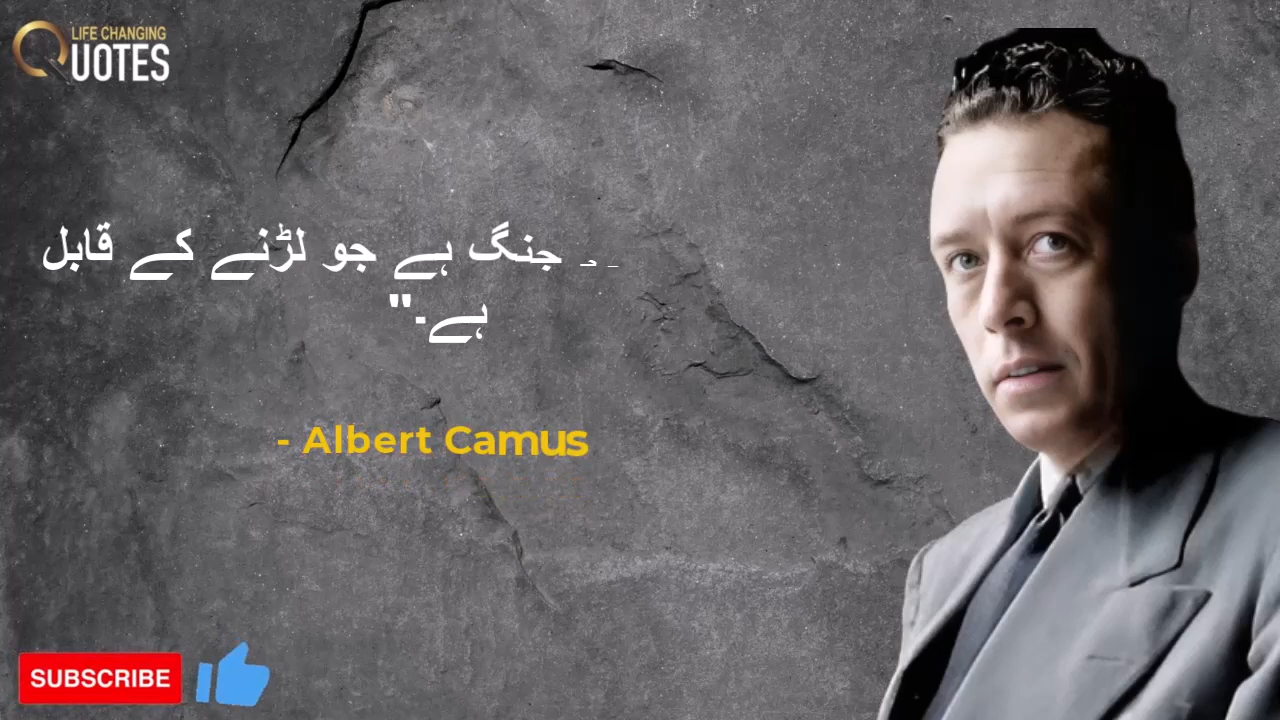 LIFE CHANGING
QUOTES
جنگ ہے جو لڑنے کے قابل
ہے۔"
- Albert Camus
SUBSCRIBE